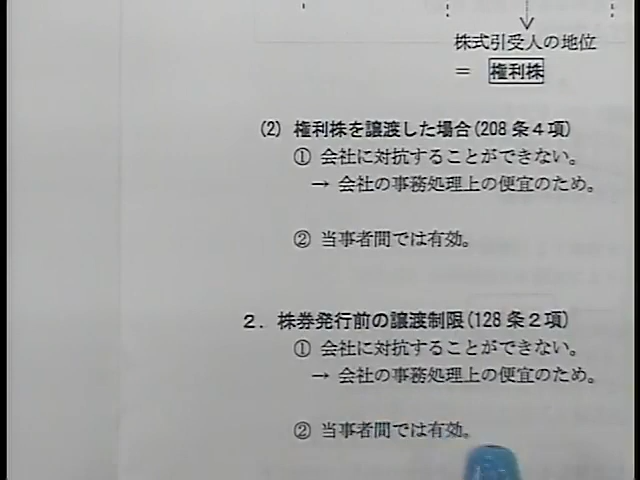 株式引受人の地位
＝ 権利株
(2) 権利株を譲渡した場合(208条4項)
① 会社に対抗することができない。
→ 会社の事務処理上の便宜のため。
② 当事者間では有効。
2. 株券発行前の譲渡制限(128条2項)
① 会社に対抗することができない。
→ 会社の事務処理上の便宜のため。
② 当事者間では有効。